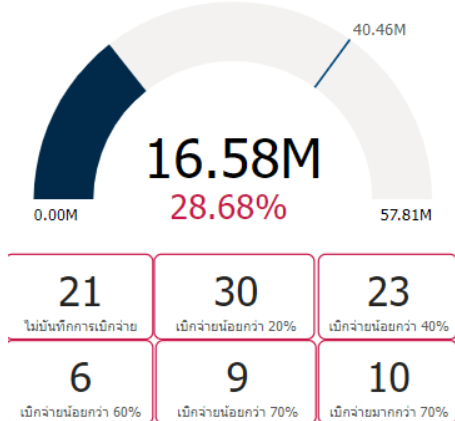 40.46M
16.58M
28.68%
0.00M
57.81M
21
30
23
ไม่บันทึกการเบิกจ่าย
เบิกจ่ายน้อยกว่า 20%
เบิกจ่ายน้อยกว่า 40%
6
9
10
เบิกจ่ายน้อยกว่า 60%
เบิกจ่ายน้อยกว่า 70%
เบิกจ่ายมากกว่า 70%